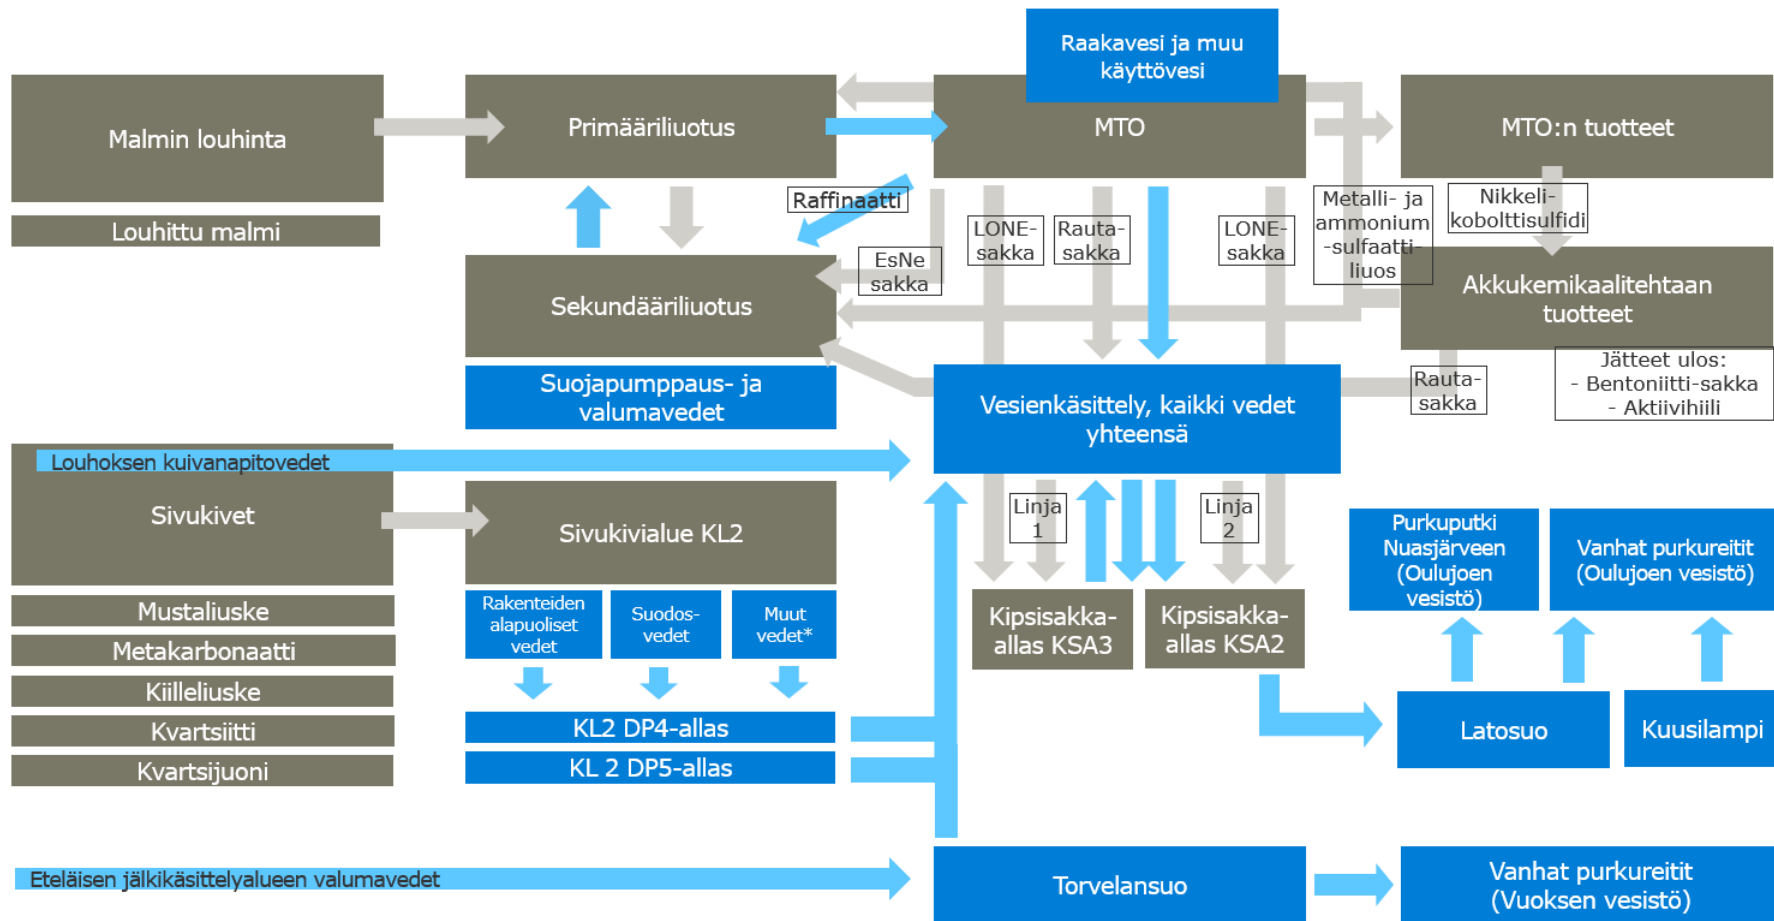 Raakavesi ja muu
käyttövesi
Malmin louhinta
Primääriliuotus
MTO
MTO:n tuotteet
Louhittu malmi
Raffinaatti
LONE-
sakka
Rauta-
sakka
LONE-
sakka
Metalli- ja
ammonium
-sulfaatti-
liuos
Nikkeli-
kobolttisulfidi
EsNe
sakka
Sekundääriliuotus
Akkukemikaalitehtaan
tuotteet
Suojapumppaus- ja
valumavedet
Vesienkäsittely, kaikki vedet
yhteensä
Rauta-
sakka
Jätteet ulos:
- Bentoniitti-sakka
- Aktiivihiili
Louhoksen kuivanapitovedet
Sivukivet
Sivukivialue KL2
Linja
1
Linja
2
Purkuputki
Nuasjärveen
(Oulujoen
vesistö)
Vanhat purkureitit
(Oulujoen vesistö)
Mustaliuske
Metakarbonaatti
Kiilleliuske
Kvartsiitti
Kvartsijuoni
Rakenteiden
alapuoliset
vedet
Suodos-
vedet
Muut
vedet*
Kipsisakka-
allas KSA3
Kipsisakka-
allas KSA2
KL2 DP4-allas
KL 2 DP5-allas
Latosuo
Kuusilampi
Eteläisen jälkikäsittelyalueen valumavedet
Torvelansuo
Vanhat purkureitit
(Vuoksen vesistö)